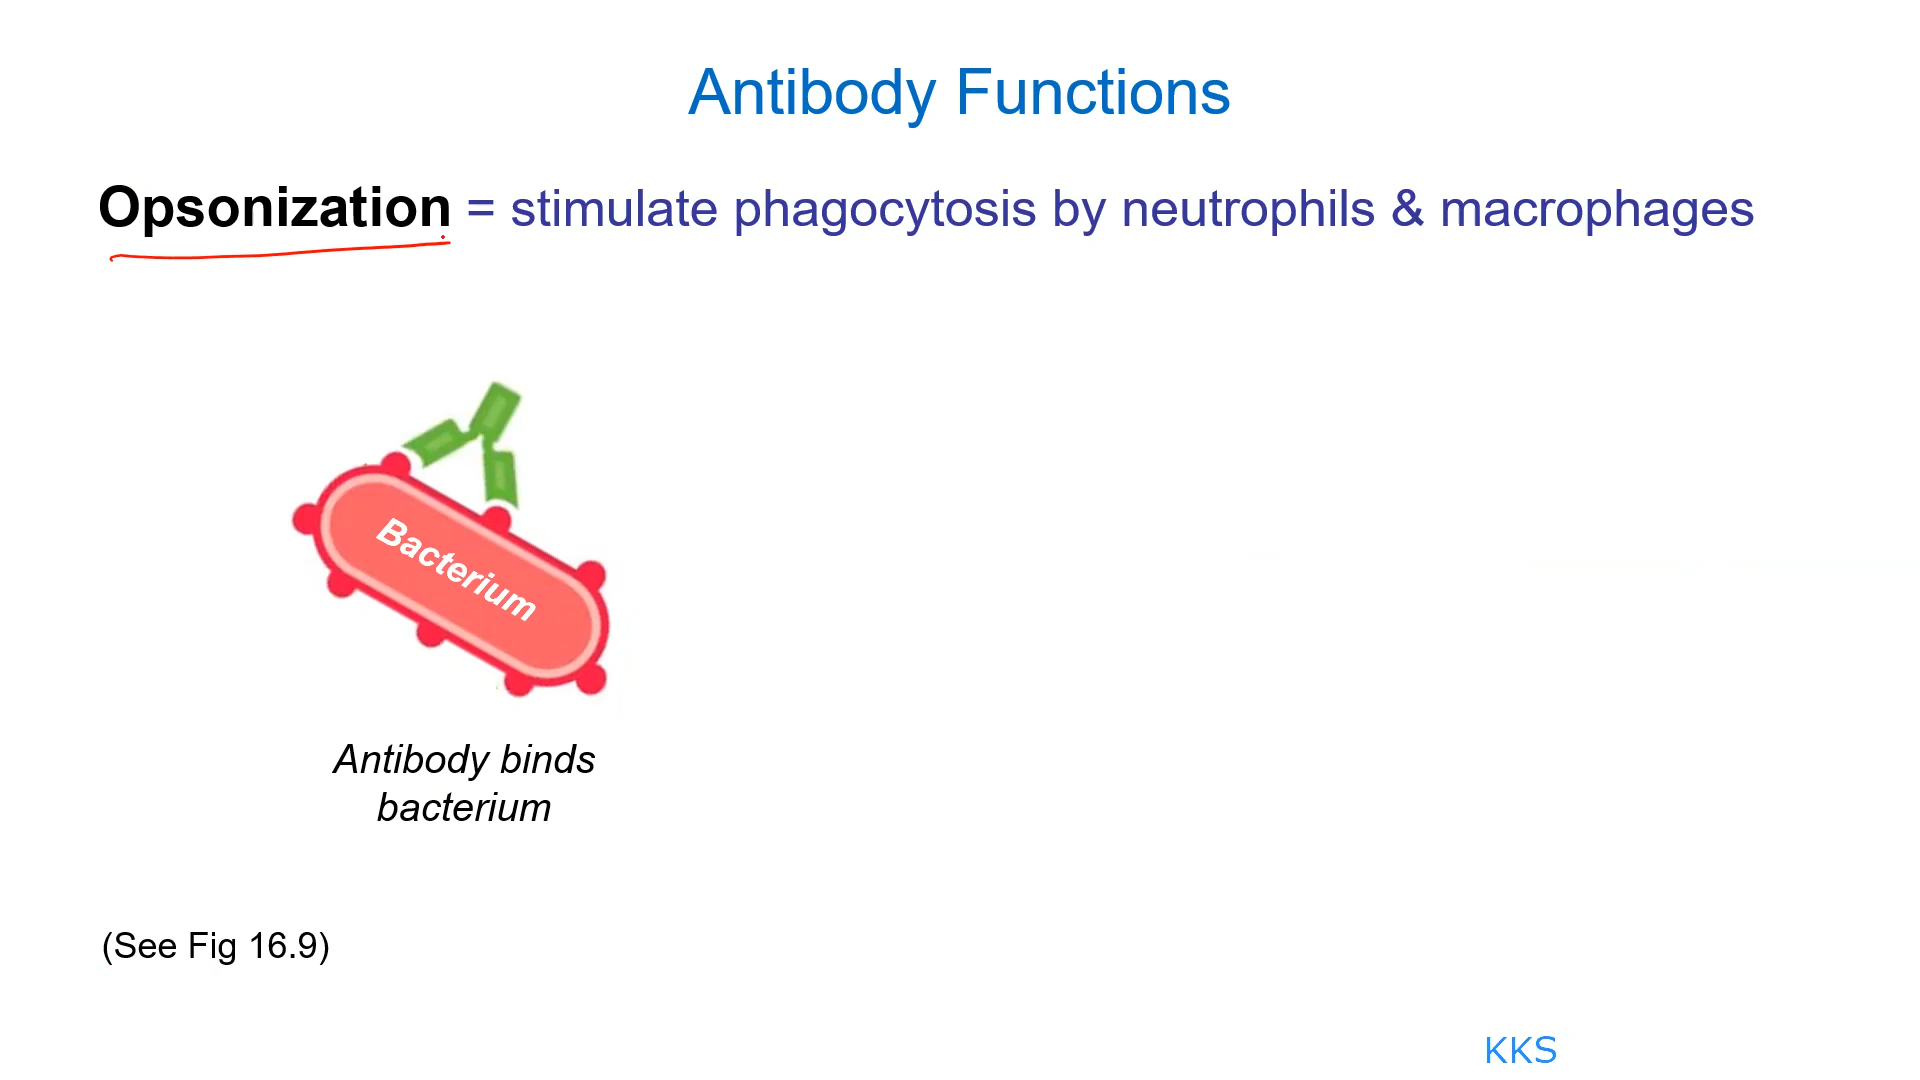 Antibody Functions
Opsonization = stimulate phagocytosis by neutrophils & macrophages
Bacterium
Antibody binds
bacterium
(See Fig 16.9)
KKS